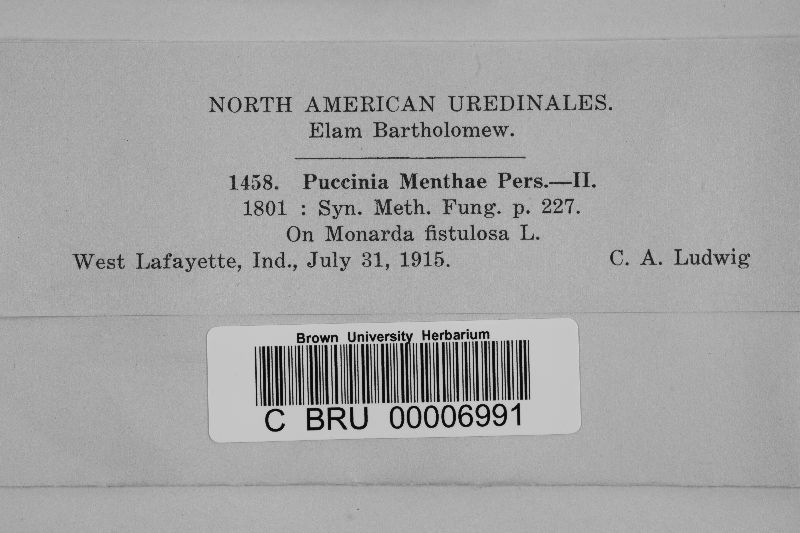 NORTH AMERICAN UREDINALES.
Elam Bartholomew.
1458. Puccinia Menthae Pers.—II.
1801 : Syn. Meth. Fung. p. 227.
On Monarda fistulosa L.
West Lafayette, Ind., July 31, 1915. C. A. Ludwig
Brown University Herbarium
C BRU 00006991